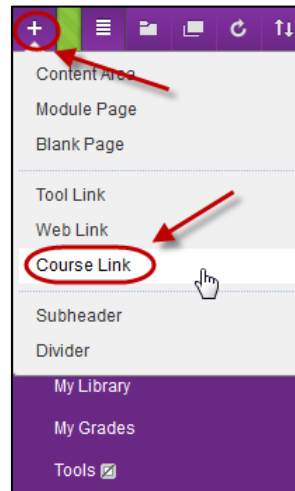 Content Area
Module Page
Blank Page
Tool Link
Web Link
Course Link
Subheader
Divider
My Library
My Grades
Tools